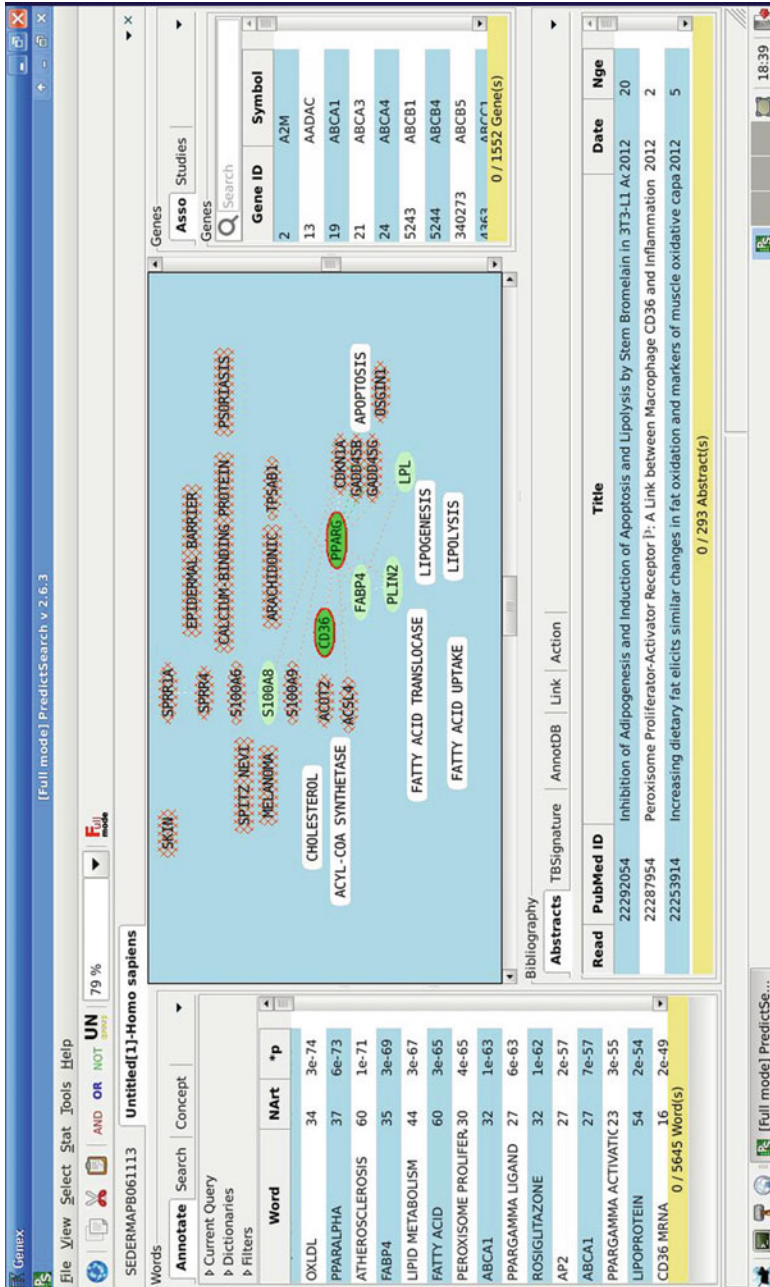 Genex
[Full mode] PredictSearch v 2.6.3
File View Select Stat Tools Help
AND OR NOT UN 79 % Full mode
SEDERMAPB061113 Untitled[1]-Homo sapiens
Words
Annotate Search Concept
Current Query
Dictionaries
Filters
Word NArt *p
OXLDL 34 3e-74
PPARALPHA 37 6e-73
ATHEROSCLEROSIS 60 1e-71
FABP4 35 3e-69
LIPID METABOLISM 44 3e-67
FATTY ACID 60 3e-65
PEROXISOME PROLIFER. 30 4e-65
ABCA1 32 1e-63
PPARGAMMA LIGAND 27 6e-63
ROSIGLITAZONE 32 1e-62
AP2 27 2e-57
ABCA1 27 7e-57
PPARGAMMA ACTIVATIC 23 3e-55
LIPOPROTEIN 54 2e-54
CD36 MRNA 16 2e-49
0 / 5645 Word(s)
SKIN
SPRR1A
EPIDERMAL BARRIER
SPRR4
CALCIUM-BINDING PROTEIN
PSORIASIS
S100A6
SPITZ NEVI
MELANOMA
S100A8
ARACHIDONIC
TPSAB1
S100A9
CHOLESTEROL
ACOT2
CD36
PPARG
CDKN1A
ACYL-COA SYNTHETASE
ACSL4
GADD45B
APOPTOSIS
FABP4
GADD45G
OSGIN1
PLIN2
LPL
FATTY ACID TRANSLOCASE
LIPOGENESIS
FATTY ACID UPTAKE
LIPOLYSIS
Genes
Asso Studies
Genes
Search
Gene ID Symbol
2 A2M
13 AADAC
19 ABCA1
21 ABCA3
24 ABCA4
5243 ABCB1
5244 ABCB4
340273 ABCB5
4363 ABCC1
0 / 1552 Gene(s)
Bibliography
Abstracts TBSignature AnnotDB Link Action
Read PubMed ID Title Date Nge
22292054 Inhibition of Adipogenesis and Induction of Apoptosis and Lipolysis by Stem Bromelain in 3T3-L1 Ac 2012 20
22287954 Peroxisome Proliferator-Activator Receptor Î³: A Link between Macrophage CD36 and Inflammation 2012 2
22253914 Increasing dietary fat elicits similar changes in fat oxidation and markers of muscle oxidative capa 2012 5
0 / 293 Abstract(s)
[Full mode] PredictSe...
18:39